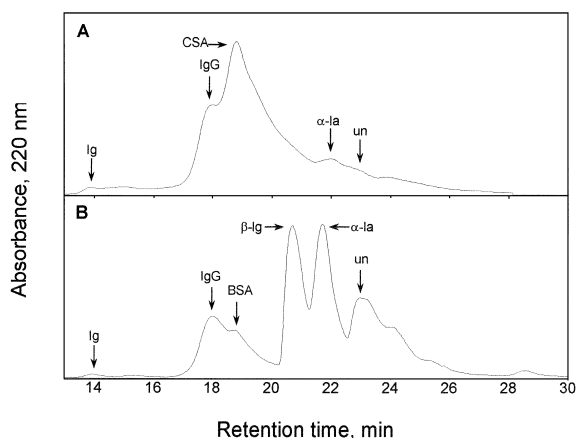 A
CSA
IgG
α-la
un
Ig
B
β-lg
α-la
un
IgG
BSA
Ig
14 16 18 20 22 24 26 28 30
Absorbance, 220 nm
Retention time, min